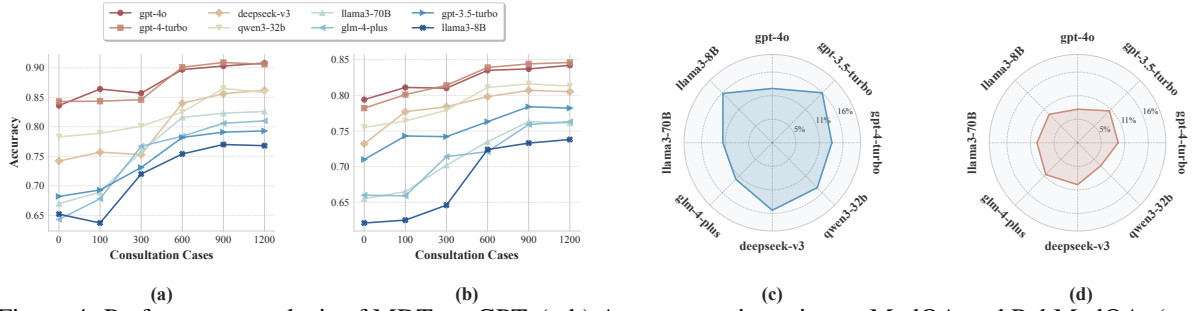 gpt-4o deepseek-v3 llama3-70B gpt-3.5-turbo
gpt-4-turbo qwen3-32b glm-4-plus llama3-8B
Accuracy
0.90
0.85
0.80
0.75
0.70
0.65
0 100 300 600 900 1200
Consultation Cases
(a)
0.85
0.80
0.75
0.70
0.65
0 100 300 600 900 1200
Consultation Cases
(b)
gpt-4o
gpt-3.5-turbo
gpt-4-turbo
qwen3-32b
deepseek-v3
glm-4-plus
llama3-70B
llama3-8B
5%
11%
16%
(c)
gpt-4o
gpt-3.5-turbo
gpt-4-turbo
qwen3-32b
deepseek-v3
glm-4-plus
llama3-70B
llama3-8B
5%
11%
16%
(d)